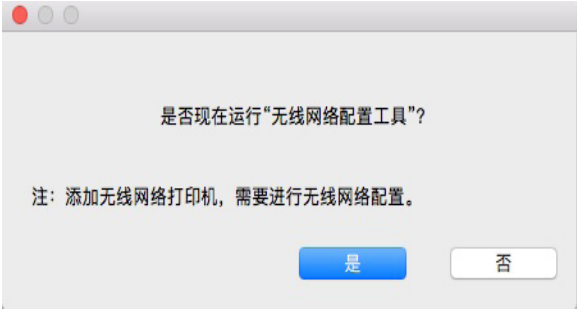 是否现在运行“无线网络配置工具”?
注：添加无线网络打印机，需要进行无线网络配置。
是
否